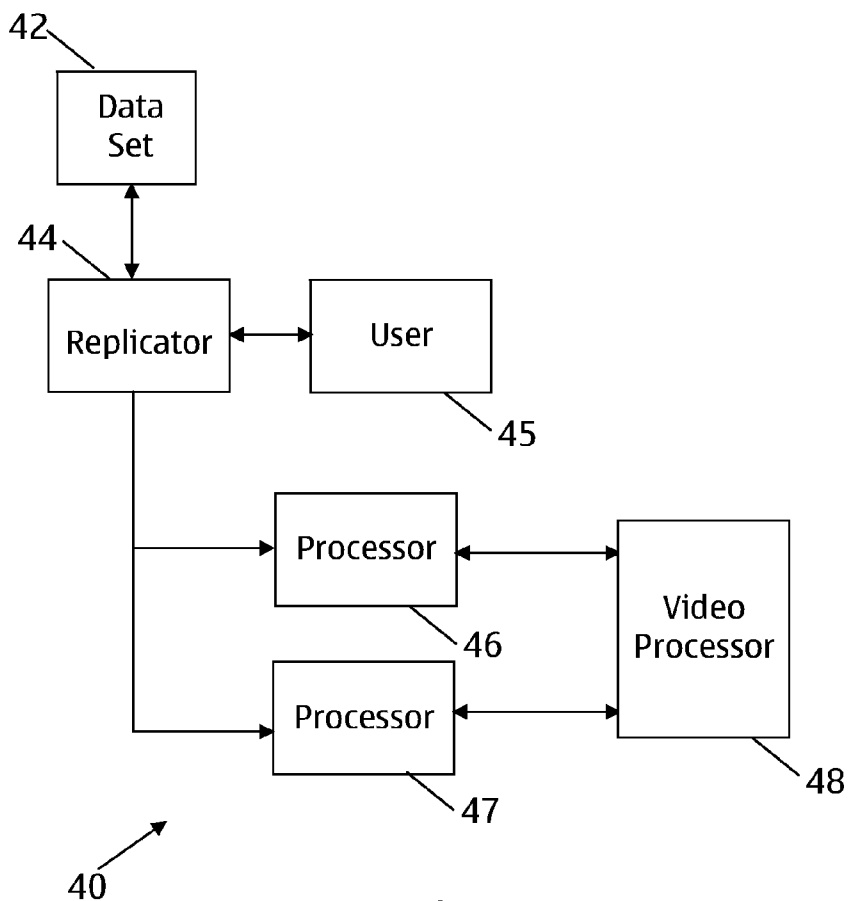 42
Data
Set
44
Replicator
User
45
Processor
46
Video
Processor
Processor
47
48
40